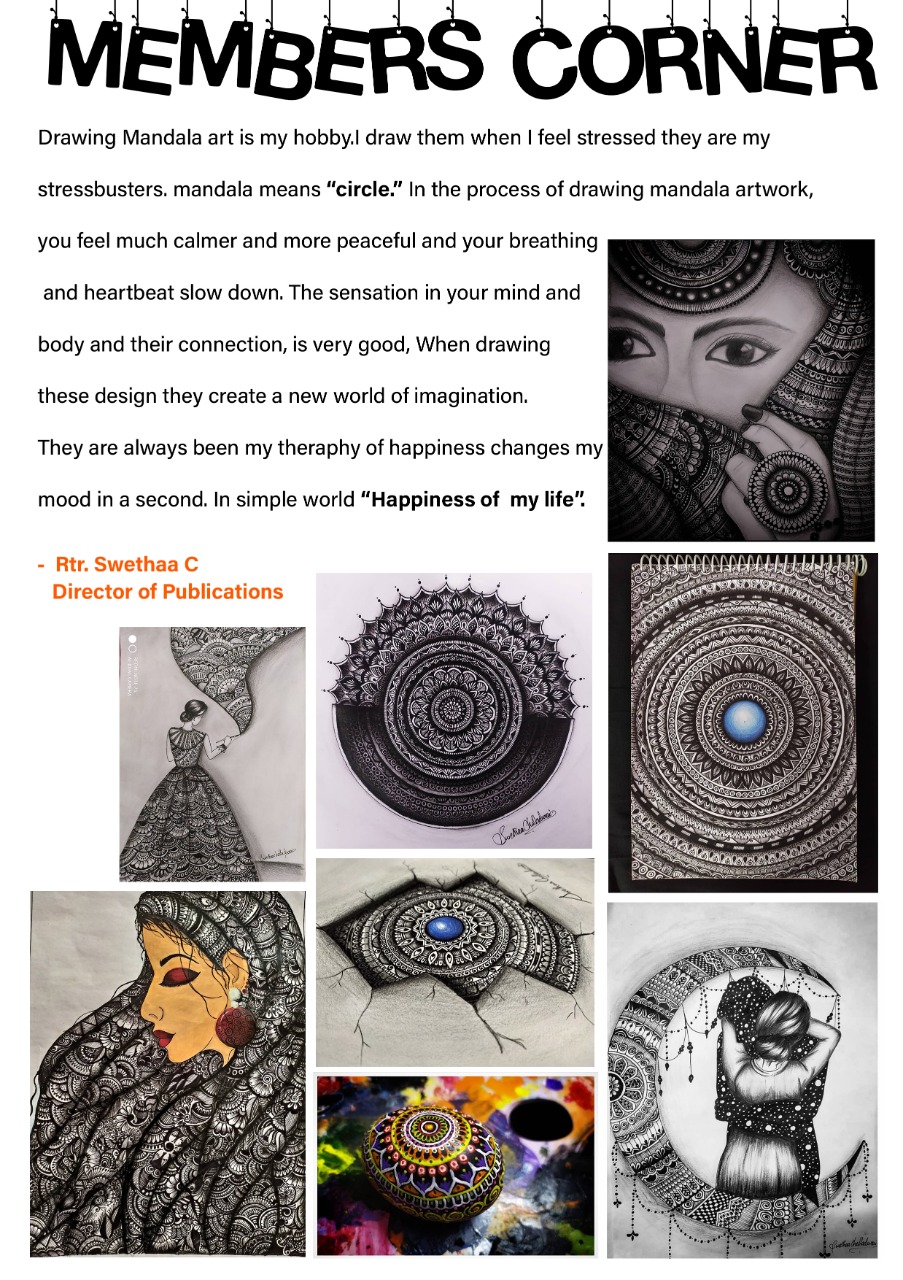 MEMBERS CORNER
Drawing Mandala art is my hobby.I draw them when I feel stressed they are my
stressbusters. mandala means “circle.” In the process of drawing mandala artwork,
you feel much calmer and more peaceful and your breathing
and heartbeat slow down. The sensation in your mind and
body and their connection, is very good, When drawing
these design they create a new world of imagination.
They are always been my theraphy of happiness changes my
mood in a second. In simple world “Happiness of my life”.
- Rtr. Swethaa C
Director of Publications